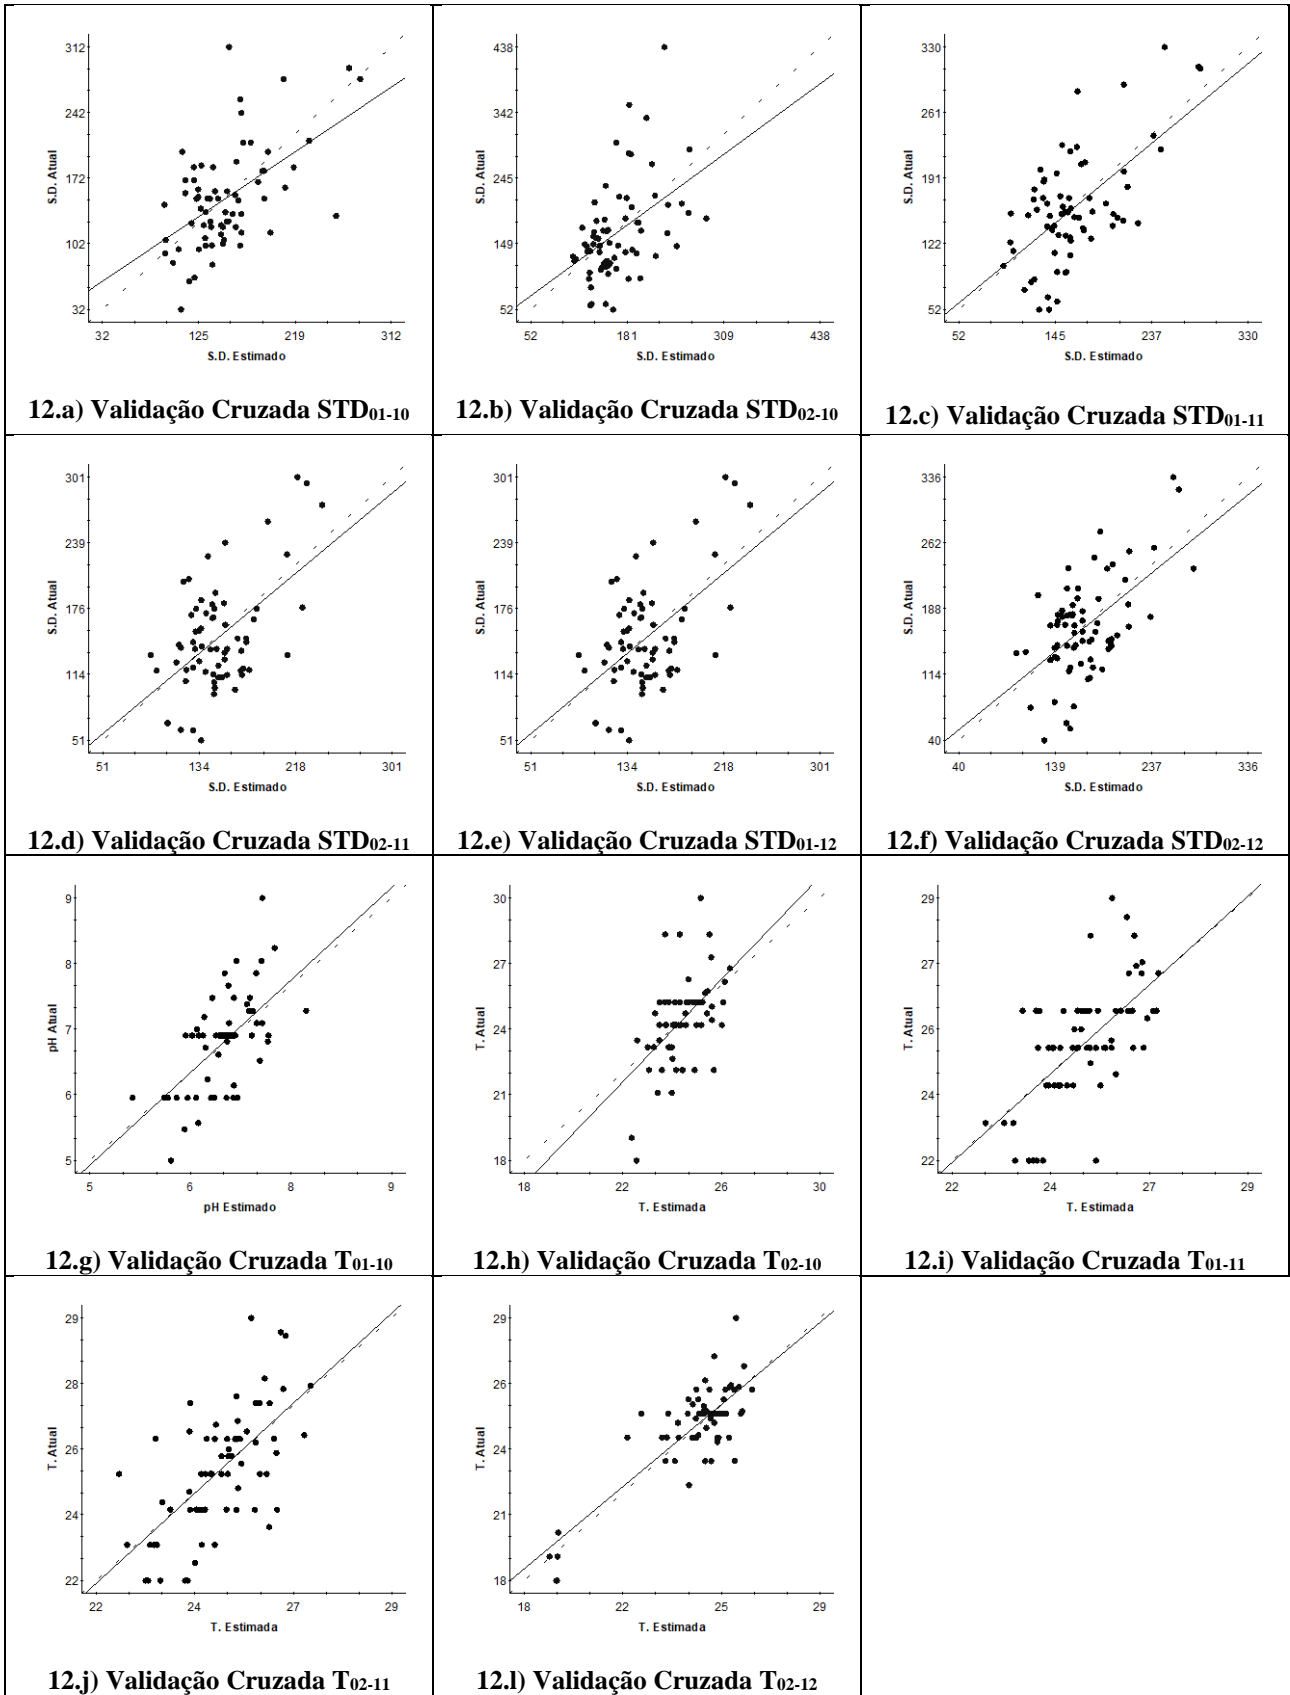 312
242
172
102
32
S.D. Atual
32 125 219 312
S.D. Estimado
12.a) Validação Cruzada STD01-10
438
342
245
149
52
S.D. Atual
52 181 309 438
S.D. Estimado
12.b) Validação Cruzada STD02-10
330
261
191
122
52
S.D. Atual
52 145 237 330
S.D. Estimado
12.c) Validação Cruzada STD01-11
301
239
176
114
51
S.D. Atual
51 134 218 301
S.D. Estimado
12.d) Validação Cruzada STD02-11
301
239
176
114
51
S.D. Atual
51 134 218 301
S.D. Estimado
12.e) Validação Cruzada STD01-12
336
262
188
114
40
S.D. Atual
40 139 237 336
S.D. Estimado
12.f) Validação Cruzada STD02-12
9
8
7
6
5
pH Atual
5 6 8 9
pH Estimado
12.g) Validação Cruzada T01-10
30
27
24
21
18
T. Atual
18 22 26 30
T. Estimada
12.h) Validação Cruzada T02-10
29
27
26
24
22
T. Atual
22 24 27 29
T. Estimada
12.i) Validação Cruzada T01-11
29
28
26
24
22
T. Atual
22 24 27 29
T. Estimada
12.j) Validação Cruzada T02-11
29
26
24
21
18
T. Atual
18 22 25 29
T. Estimada
12.l) Validação Cruzada T02-12